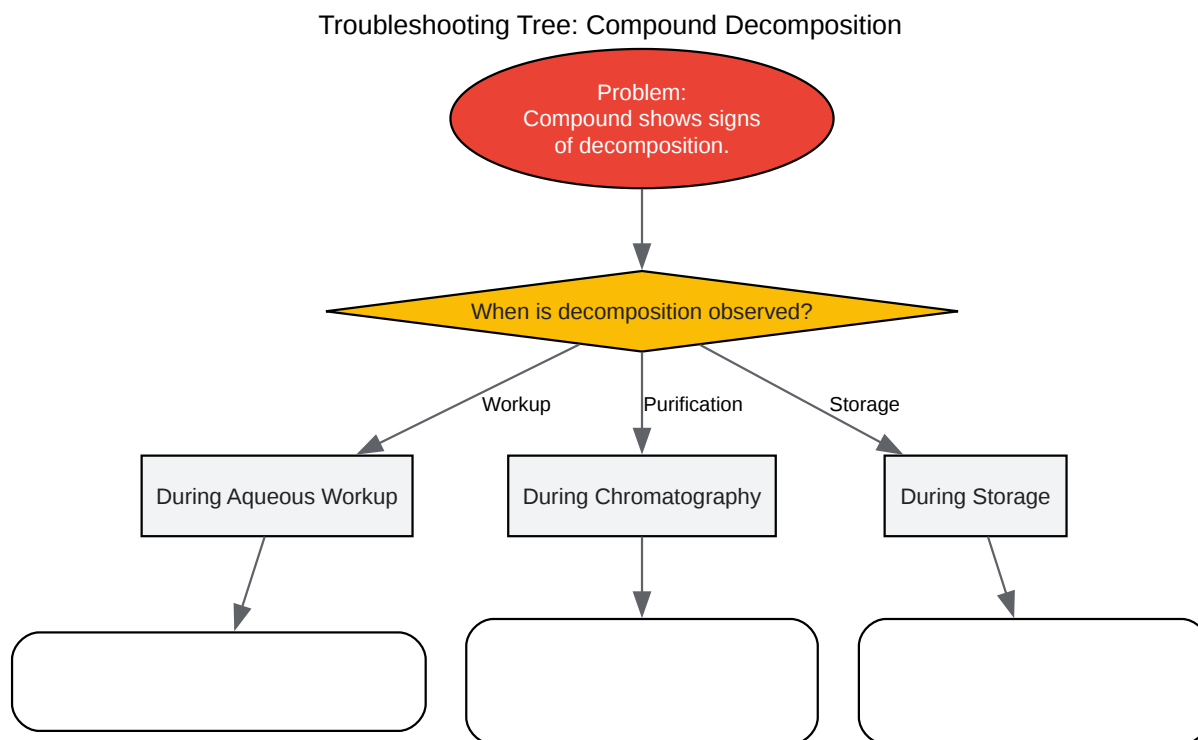 Troubleshooting Tree: Compound Decomposition
Problem:
Compound shows signs
of decomposition.
When is decomposition observed?
Workup
Purification
Storage
During Aqueous Workup
During Chromatography
During Storage